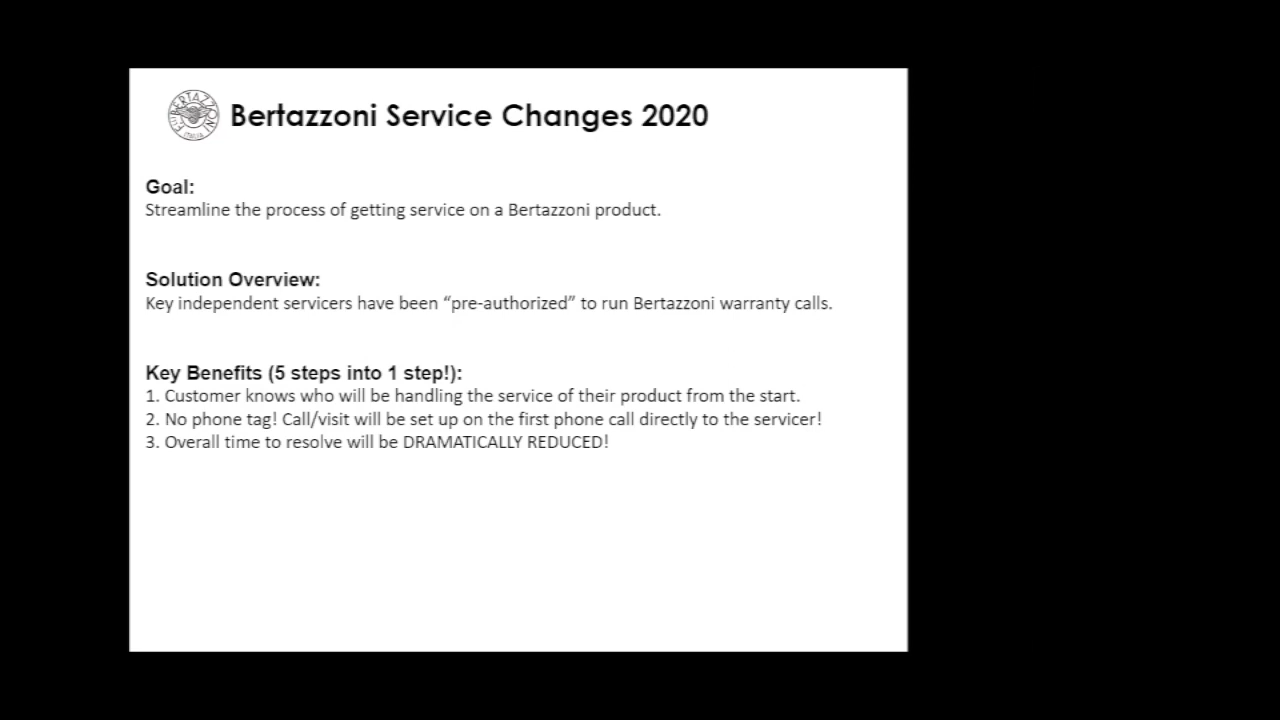 F.LLI BERTAZZONI
ITALIA
Bertazzoni Service Changes 2020
Goal:
Streamline the process of getting service on a Bertazzoni product.
Solution Overview:
Key independent servicers have been “pre-authorized” to run Bertazzoni warranty calls.
Key Benefits (5 steps into 1 step!):
1. Customer knows who will be handling the service of their product from the start.
2. No phone tag! Call/visit will be set up on the first phone call directly to the servicer!
3. Overall time to resolve will be DRAMATICALLY REDUCED!